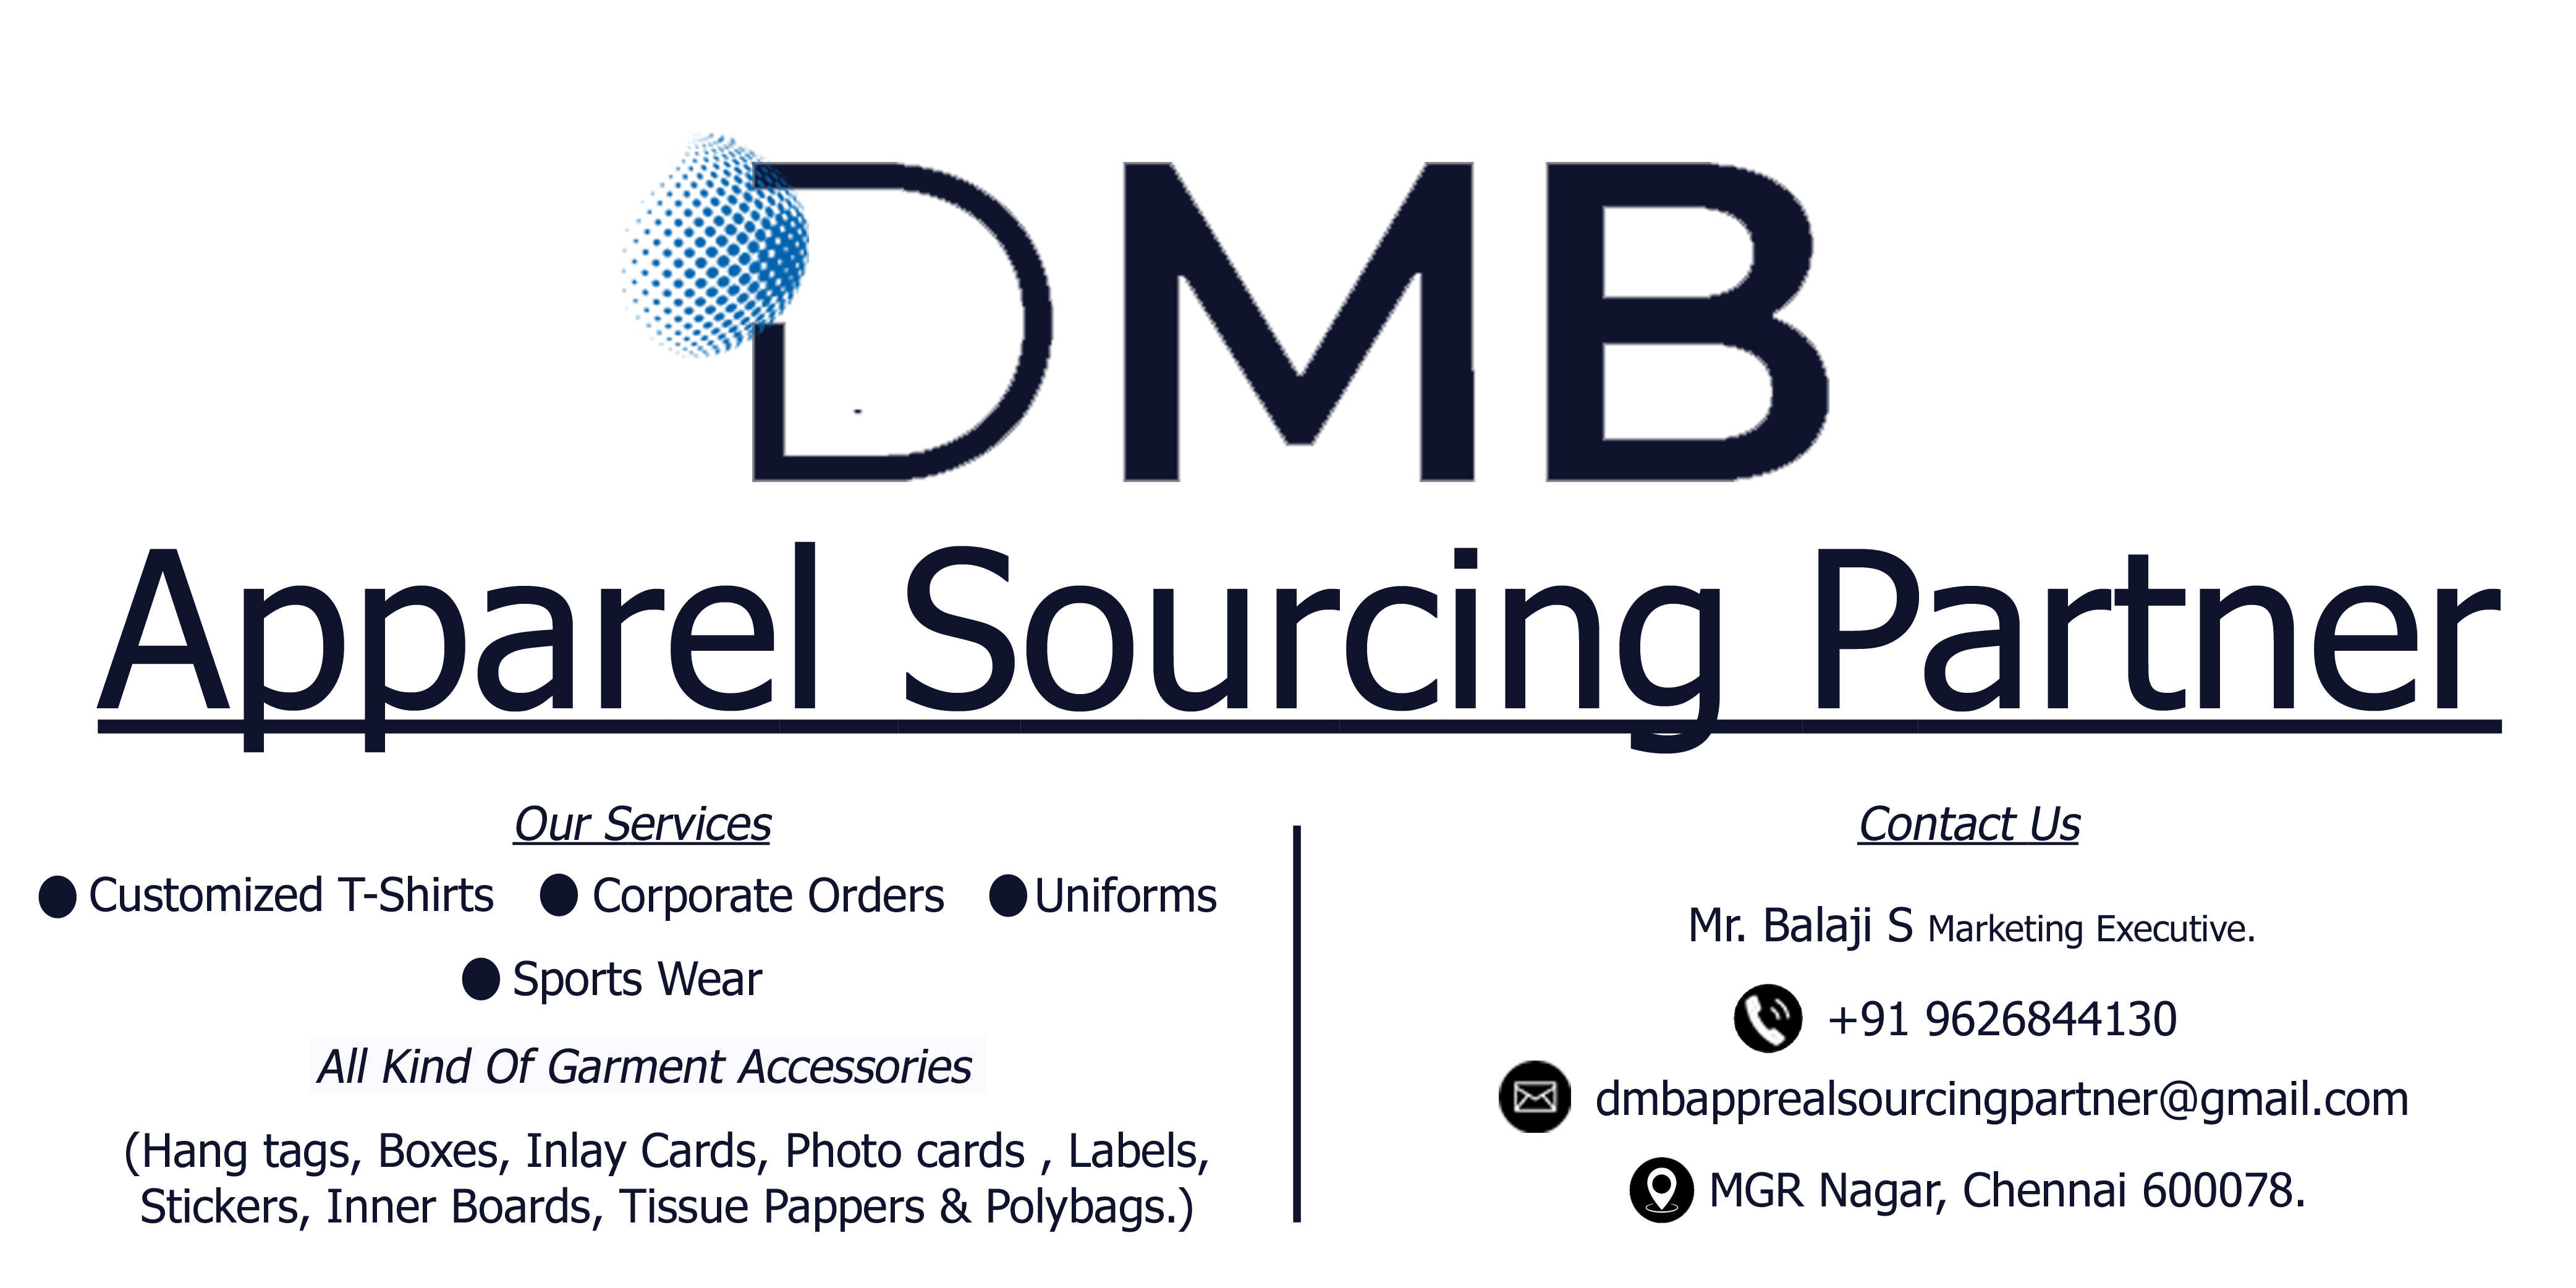 DMB
Apparel Sourcing Partner
Our Services
Customized T-Shirts
Corporate Orders
Uniforms
Sports Wear
All Kind Of Garment Accessories
(Hang tags, Boxes, Inlay Cards, Photo cards , Labels,
Stickers, Inner Boards, Tissue Pappers & Polybags.)
Contact Us
Mr. Balaji S Marketing Executive.
+91 9626844130
dmbapprealsourcingpartner@gmail.com
MGR Nagar, Chennai 600078.